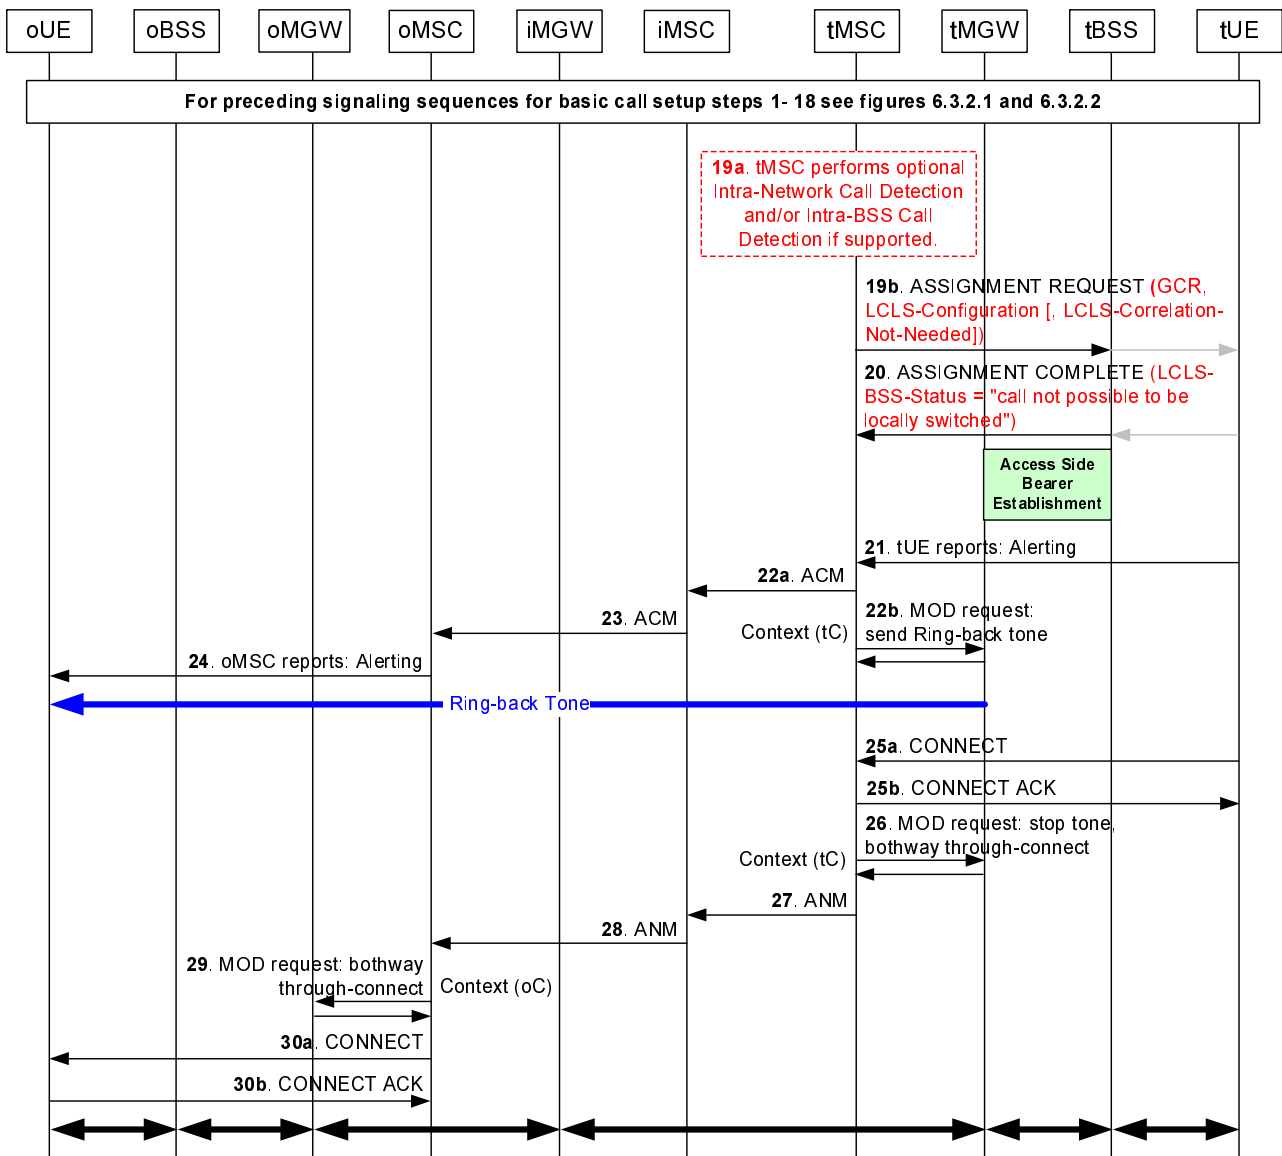 oUE oBSS oMGW oMSC iMGW iMSC tMSC tMGW tBSS tUE
For preceding signaling sequences for basic call setup steps 1- 18 see figures 6.3.2.1 and 6.3.2.2
19a. tMSC performs optional
Intra-Network Call Detection
and/or Intra-BSS Call
Detection if supported.
19b. ASSIGNMENT REQUEST (GCR,
LCLS-Configuration [, LCLS-Correlation-
Not-Needed])
20. ASSIGNMENT COMPLETE (LCLS-
BSS-Status = "call not possible to be
locally switched")
Access Side
Bearer
Establishment
21. tUE reports: Alerting
22a. ACM
23. ACM
Context (tC)
22b. MOD request:
send Ring-back tone
24. oMSC reports: Alerting
Ring-back Tone
25a. CONNECT
25b. CONNECT ACK
26. MOD request: stop tone,
bothway through-connect
Context (tC)
27. ANM
28. ANM
29. MOD request: bothway
through-connect
Context (oC)
30a. CONNECT
30b. CONNECT ACK